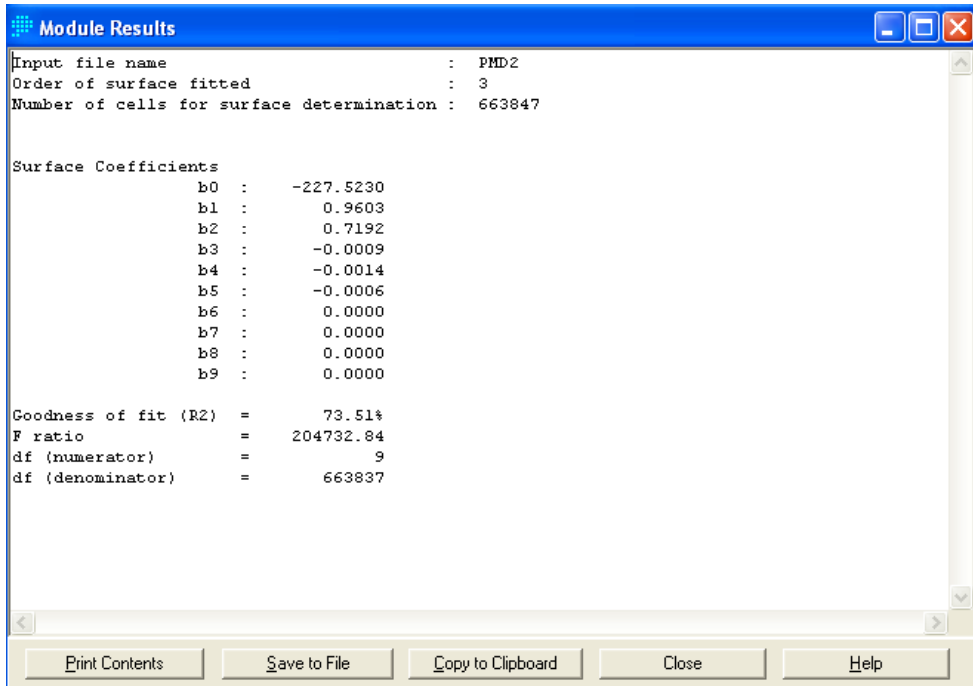 Module Results
Input file name : PMD2
Order of surface fitted : 3
Number of cells for surface determination : 663847
Surface Coefficients
b0 : -227.5230
b1 : 0.9603
b2 : 0.7192
b3 : -0.0009
b4 : -0.0014
b5 : -0.0006
b6 : 0.0000
b7 : 0.0000
b8 : 0.0000
b9 : 0.0000
Goodness of fit (R2) = 73.51%
F ratio = 204732.84
df (numerator) = 9
df (denominator) = 663837
Print Contents Save to File Copy to Clipboard Close Help